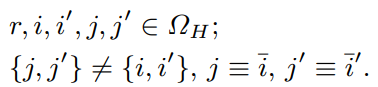 r, i, i′, j, j′ ∈ Ω_H;
{j, j′} ≠ {i, i′}, j ≡ ī, j′ ≡ ī′.